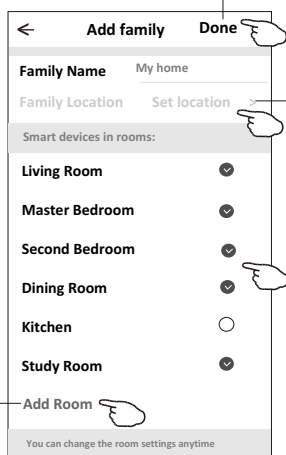 Add family Done
Family Name My home
Family Location Set location >
Smart devices in rooms:
Living Room
Master Bedroom
Second Bedroom
Dining Room
Kitchen
Study Room
Add Room
You can change the room settings anytime